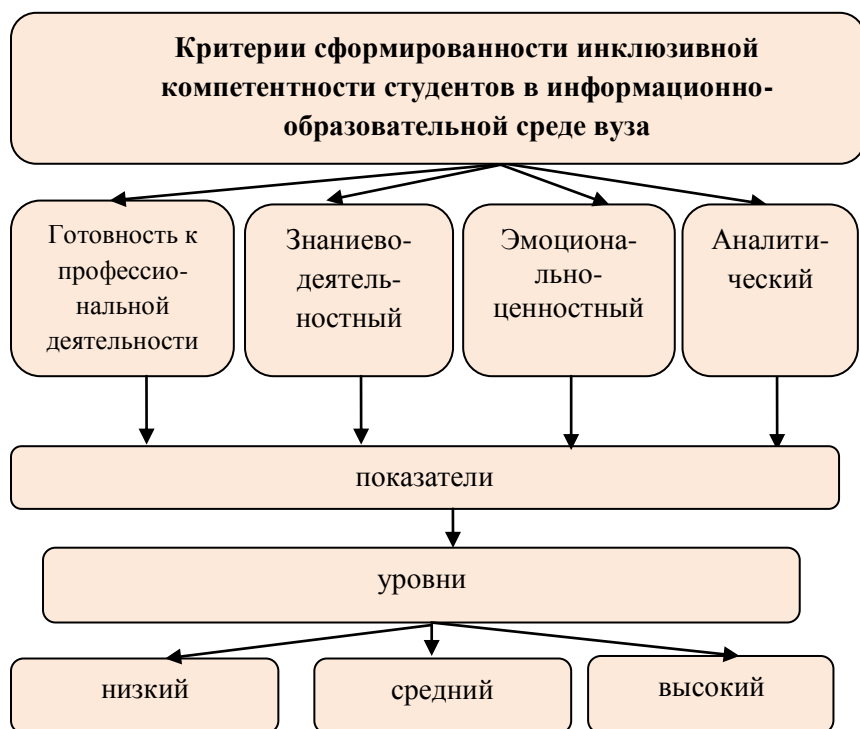 Критерии сформированности инклюзивной
компетентности студентов в информационно-
образовательной среде вуза
Готовность к
профессио-
нальной
деятельности
Знаниево-
деятель-
ностный
Эмоциона-
льно-
ценностный
Аналити-
ческий
показатели
уровни
низкий
средний
высокий